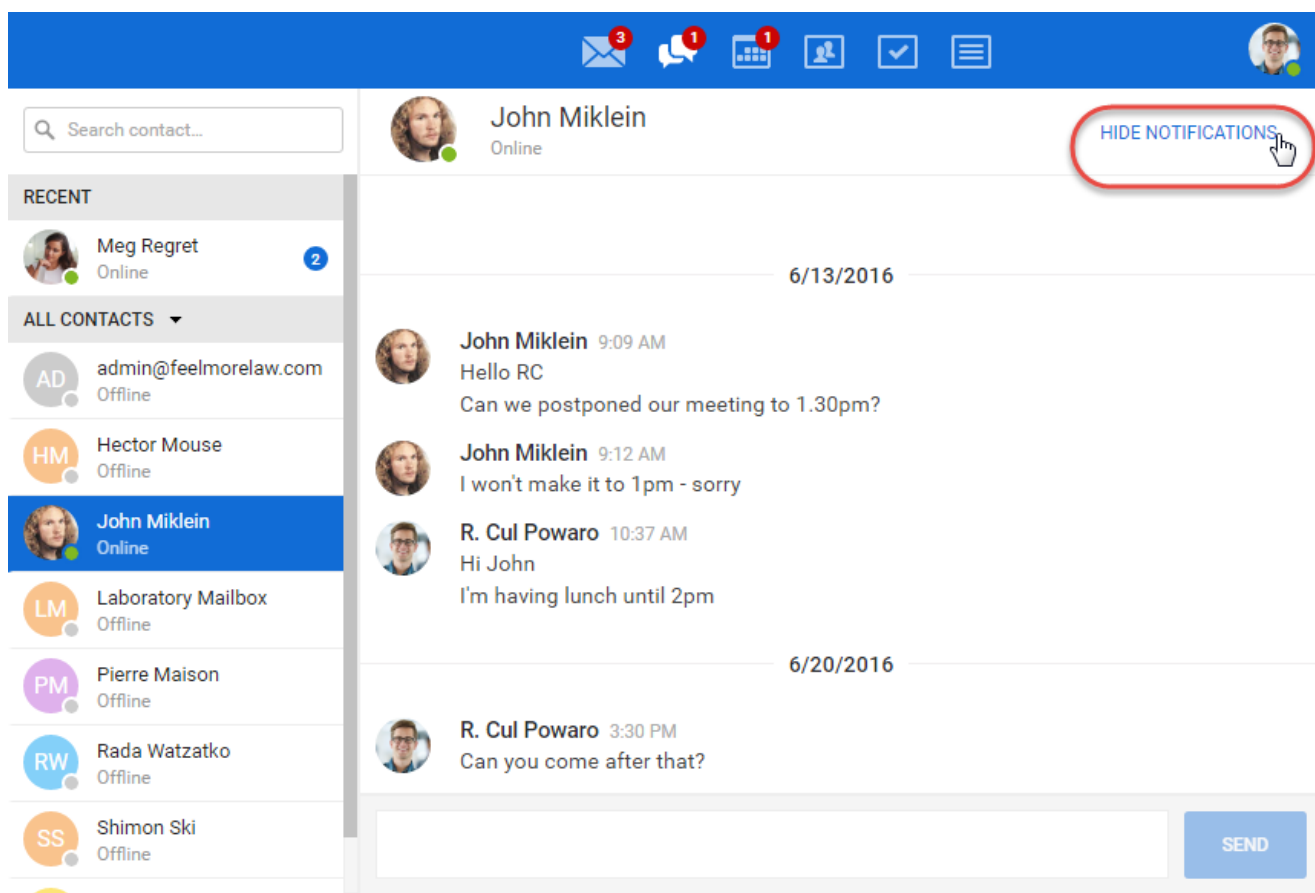 3
1
1
Search contact...
RECENT
Meg Regret
Online
2
ALL CONTACTS
AD
admin@feelmorelaw.com
Offline
HM
Hector Mouse
Offline
John Miklein
Online
LM
Laboratory Mailbox
Offline
PM
Pierre Maison
Offline
RW
Rada Watzatko
Offline
SS
Shimon Ski
Offline
John Miklein
Online
HIDE NOTIFICATIONS
6/13/2016
John Miklein 9:09 AM
Hello RC
Can we postponed our meeting to 1.30pm?
John Miklein 9:12 AM
I won't make it to 1pm - sorry
R. Cul Powaro 10:37 AM
Hi John
I'm having lunch until 2pm
6/20/2016
R. Cul Powaro 3:30 PM
Can you come after that?
SEND